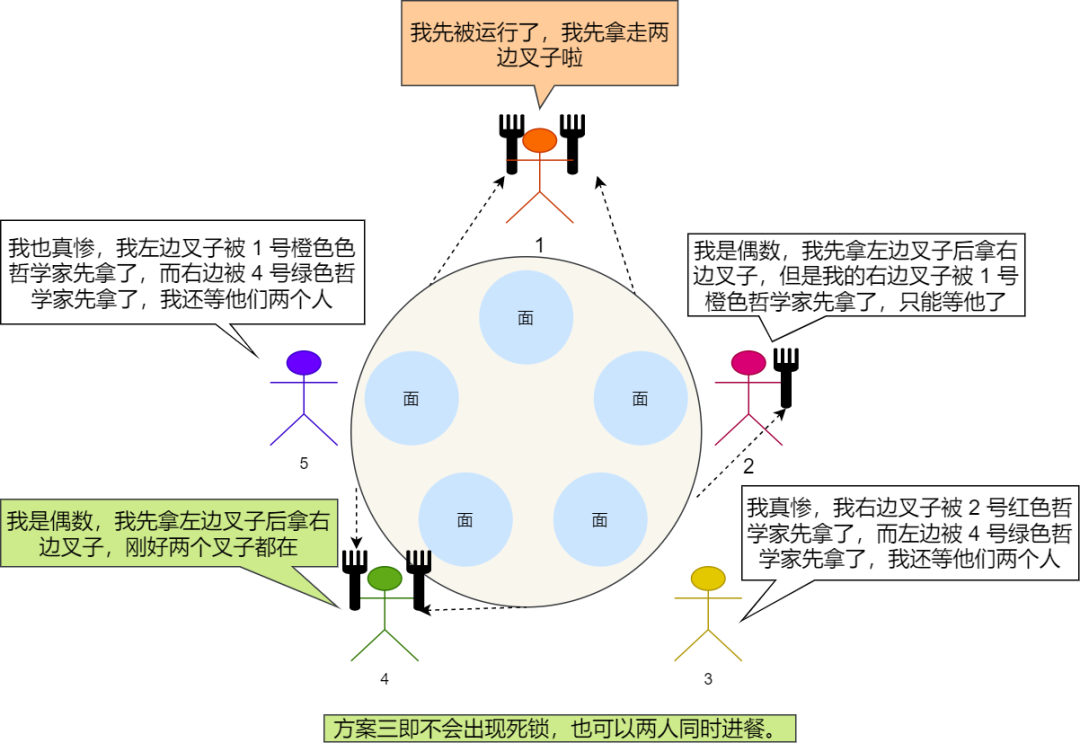 我先被运行了，我先拿走两
边叉子啦
1
我也真惨，我左边叉子被 1 号橙色色
哲学家先拿了，而右边被 4 号绿色哲
学家先拿了，我还等他们两个人
我是偶数，我先拿左边叉子后拿右
边叉子，但是我的右边叉子被 1 号
橙色哲学家先拿了，只能等他了
面
面
面
5
2
我是偶数，我先拿左边叉子后拿右
边叉子，刚好两个叉子都在
面
面
我真惨，我右边叉子被 2 号红色哲
学家先拿了，而左边被 4 号绿色哲
学家先拿了，我还等他们两个人
4
3
方案三即不会出现死锁，也可以两人同时进餐。